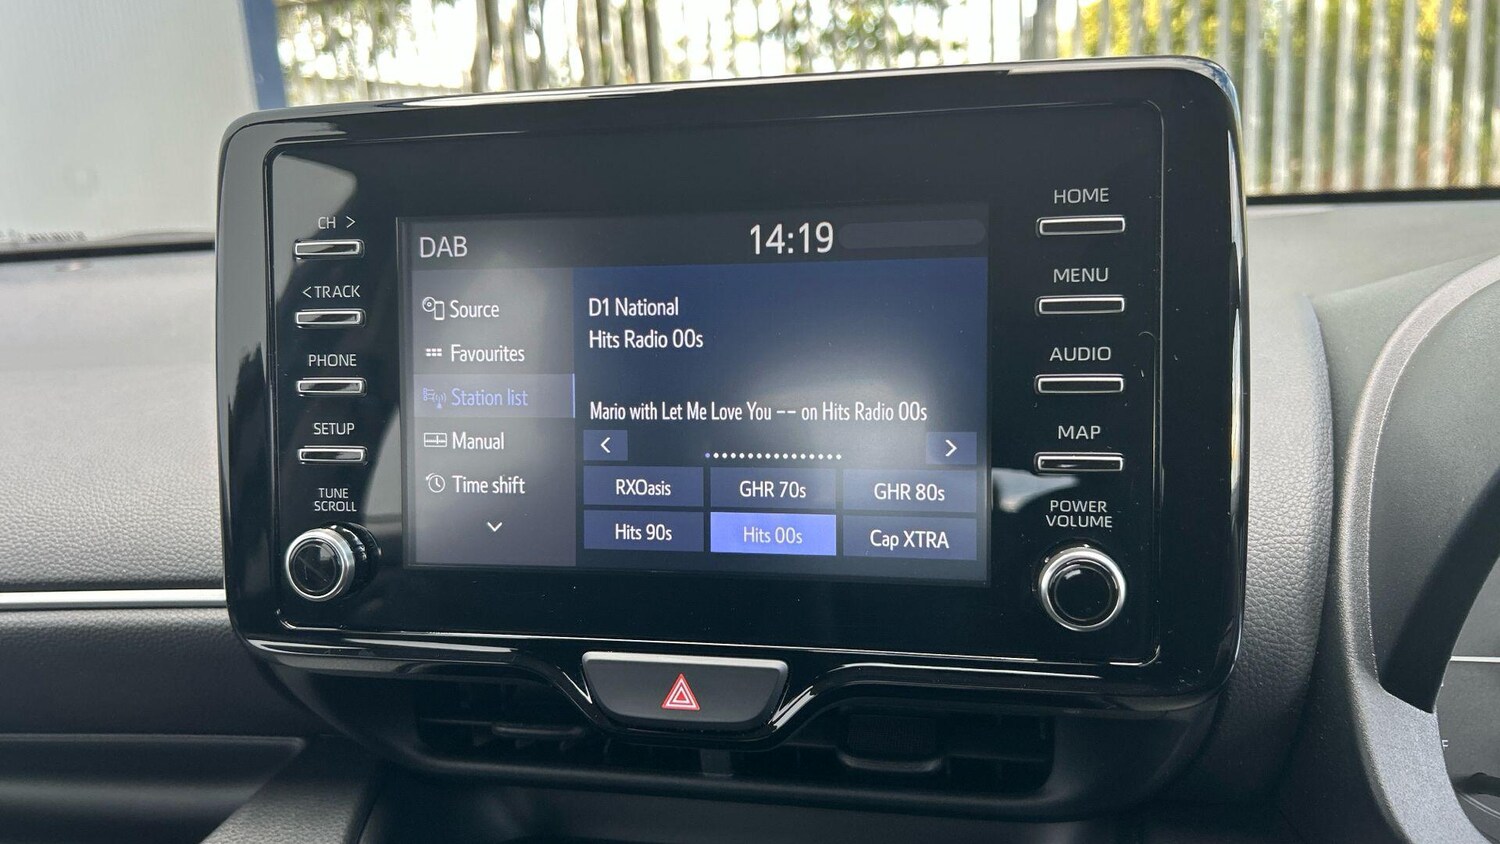 CH >
< TRACK
PHONE
SETUP
TUNE
SCROLL
DAB
14:19
Source
Favourites
Station list
Manual
Time shift
D1 National
Hits Radio 00s
Mario with Let Me Love You -- on Hits Radio 00s
< >
RXOasis GHR 70s GHR 80s
Hits 90s Hits 00s Cap XTRA
HOME
MENU
AUDIO
MAP
POWER
VOLUME
F